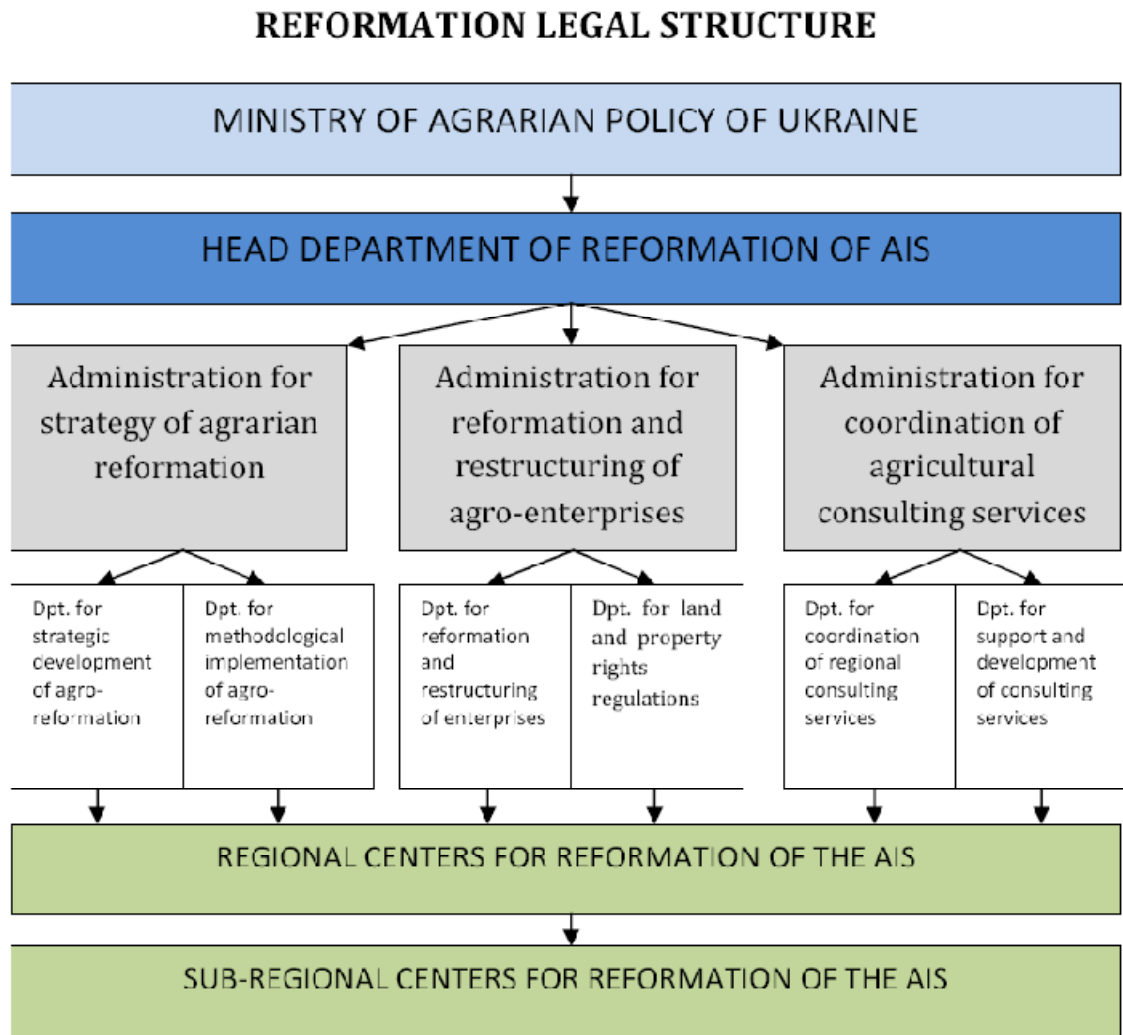 REFORMATION LEGAL STRUCTURE
MINISTRY OF AGRARIAN POLICY OF UKRAINE
HEAD DEPARTMENT OF REFORMATION OF AIS
Administration for
strategy of agrarian
reformation
Administration for
reformation and
restructuring of
agro-enterprises
Administration for
coordination of
agricultural
consulting services
Dpt. for
strategic
development
of agro-
reformation
Dpt. for
methodological
implementation
of agro-
reformation
Dpt. for
reformation
and
restructuring
of enterprises
Dpt. for land
and property
rights
regulations
Dpt. for
coordination
of regional
consulting
services
Dpt. for
support and
development
of consulting
services
REGIONAL CENTERS FOR REFORMATION OF THE AIS
SUB-REGIONAL CENTERS FOR REFORMATION OF THE AIS